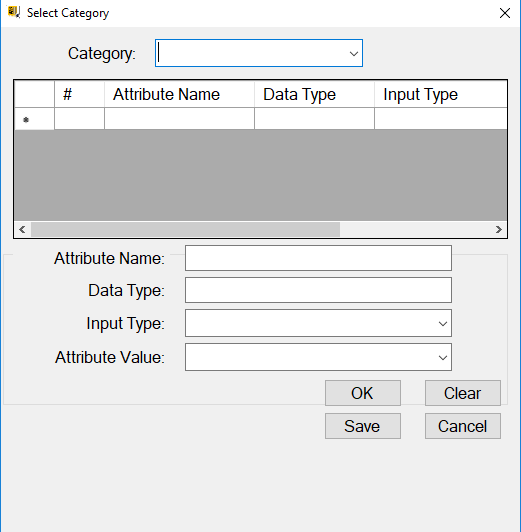 Select Category
Category:
# Attribute Name Data Type Input Type
*
Attribute Name:
Data Type:
Input Type:
Attribute Value:
OK Clear
Save Cancel